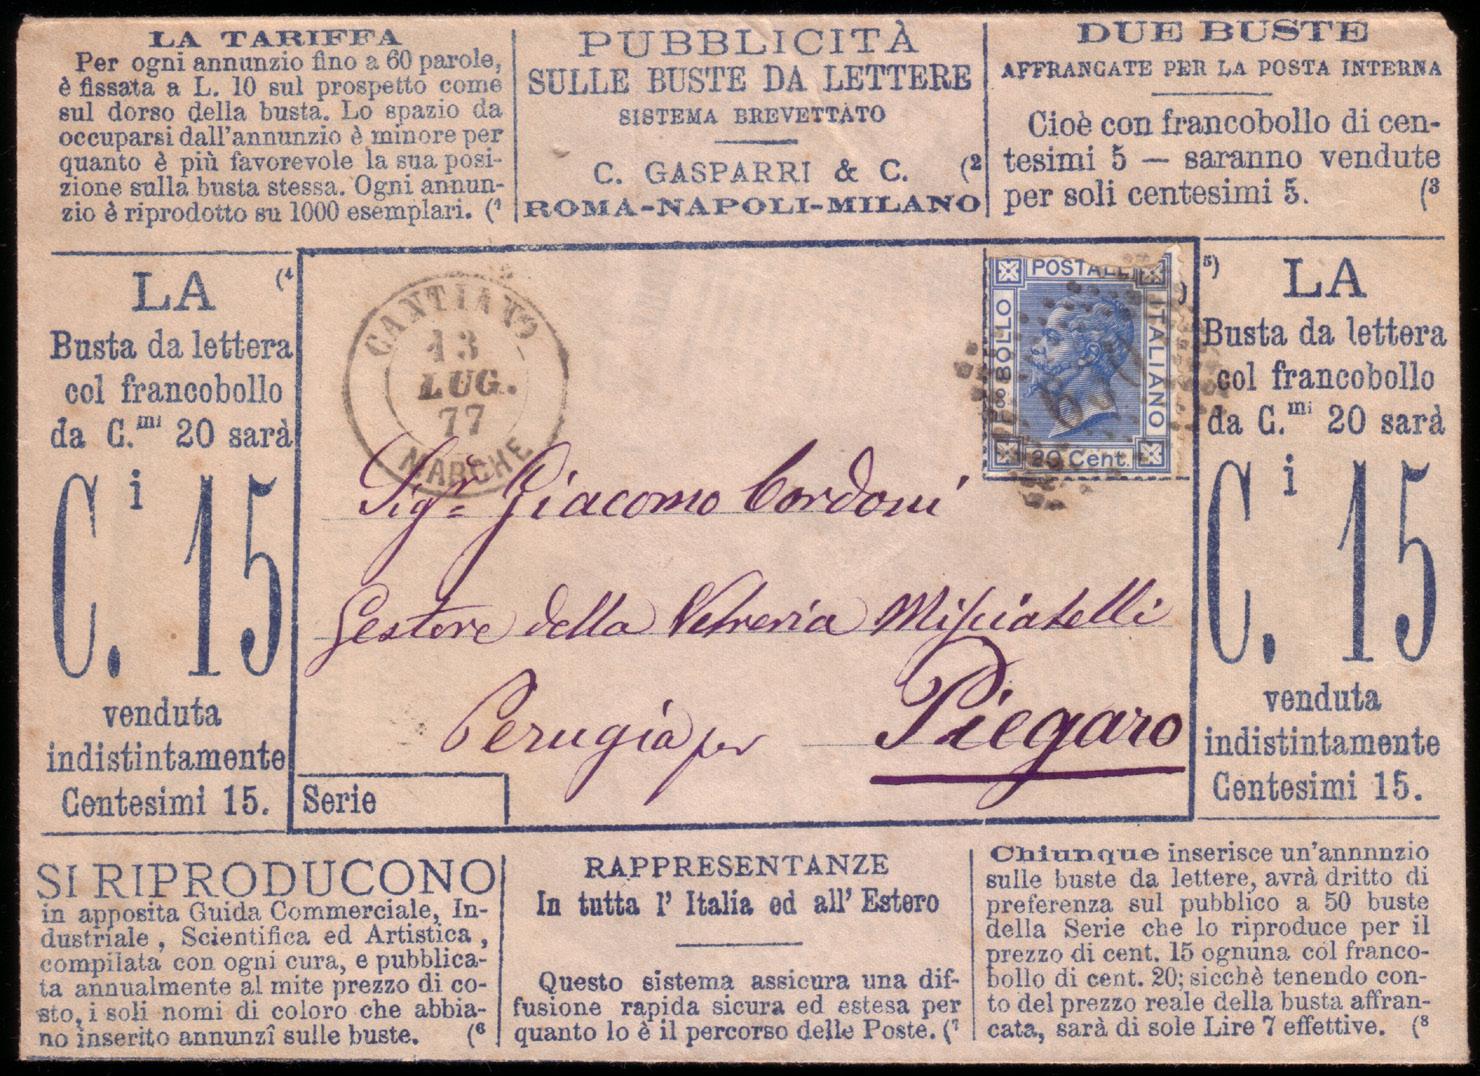 LA TARIFFA
Per ogni annunzio fino a 60 parole,
è fissata a L. 10 sul prospetto come
sul dorso della busta. Lo spazio da
occuparsi dall'annunzio è minore per
quanto è più favorevole la sua posi-
zione sulla busta stessa. Ogni annun-
zio è riprodotto su 1000 esemplari. (1
PUBBLICITÀ
SULLE BUSTE DA LETTERE
SISTEMA BREVETTATO
C. GASPARRI & C. (2
ROMA-NAPOLI-MILANO
DUE BUSTE
AFFRANCATE PER LA POSTA INTERNA
Cioè con francobollo di cen-
tesimi 5 — saranno vendute
per soli centesimi 5. (3
(4
LA
Busta da lettera
col francobollo
da C.mi 20 sarà
C.i 15
venduta
indistintamente
Centesimi 15.
CANTIANO
13
LUG.
77
MARCHE
POSTALE
BOLLO
ITALIANO
20 Cent.
Sigr Giacomo Cordoni
Gestore della Vetreria Misciatelli
Perugia per Piegaro
Serie
5)
LA
Busta da lettera
col francobollo
da C.mi 20 sarà
C.i 15
venduta
indistintamente
Centesimi 15.
SI RIPRODUCONO
in apposita Guida Commerciale, In-
dustriale, Scientifica ed Artistica,
compilata con ogni cura, e pubblica-
ta annualmente al mite prezzo di co-
sto, i soli nomi di coloro che abbia-
no inserito annunzî sulle buste. (6
RAPPRESENTANZE
In tutta l'Italia ed all'Estero
Questo sistema assicura una dif-
fusione rapida sicura ed estesa per
quanto lo è il percorso delle Poste. (7
Chiunque inserisce un'annnnzio
sulle buste da lettere, avrà dritto di
preferenza sul pubblico a 50 buste
della Serie che lo riproduce per il
prezzo di cent. 15 ognuna col franco-
bollo di cent. 20; sicchè tenendo con-
to del prezzo reale della busta affran-
cata, sarà di sole Lire 7 effettive. (8